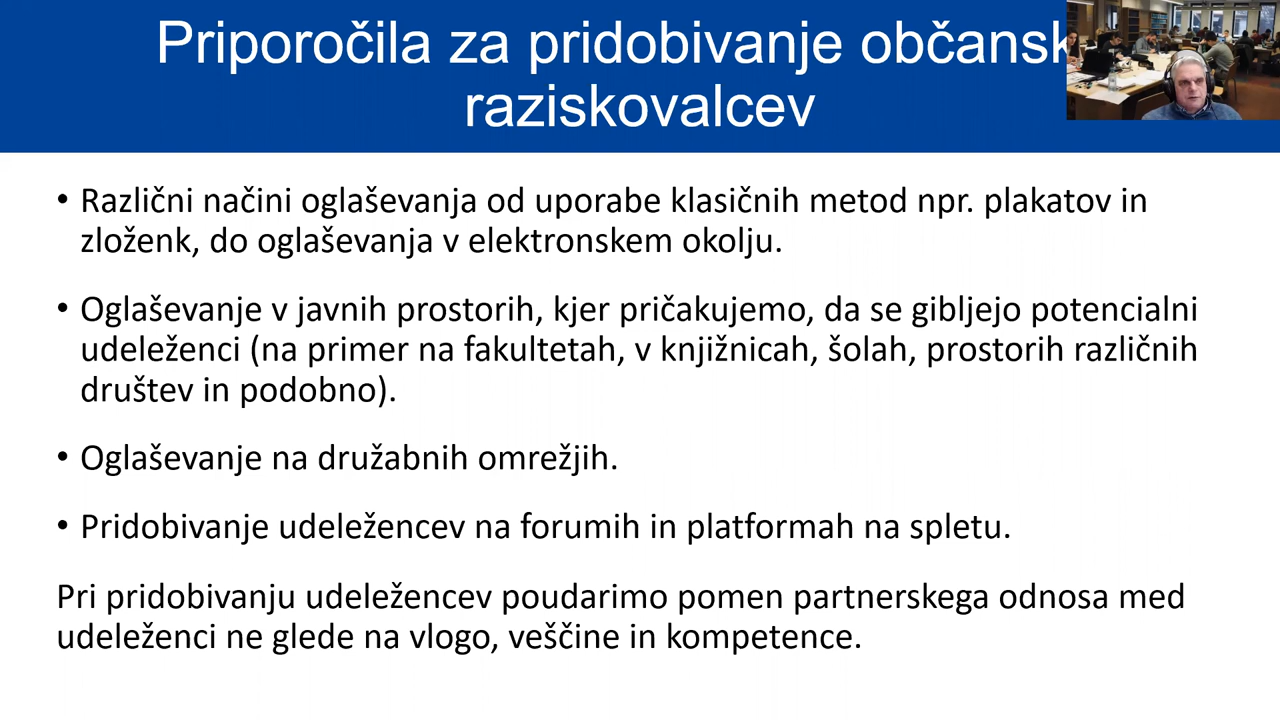 Priporočila za pridobivanje
raziskovalcev
• Različni načini oglaševanja od uporabe klasičnih metod npr. plakatov in
zloženk, do oglaševanja v elektronskem okolju.
• Oglaševanje v javnih prostorih, kjer pričakujemo, da se gibljejo potencialni
udeleženci (na primer na fakultetah, v knjižnicah, šolah, prostorih različnih
društev in podobno).
• Oglaševanje na družabnih omrežjih.
• Pridobivanje udeležencev na forumih in platformah na spletu.
Pri pridobivanju udeležencev poudarimo pomen partnerskega odnosa med
udeleženci ne glede na vlogo, veščine in kompetence.